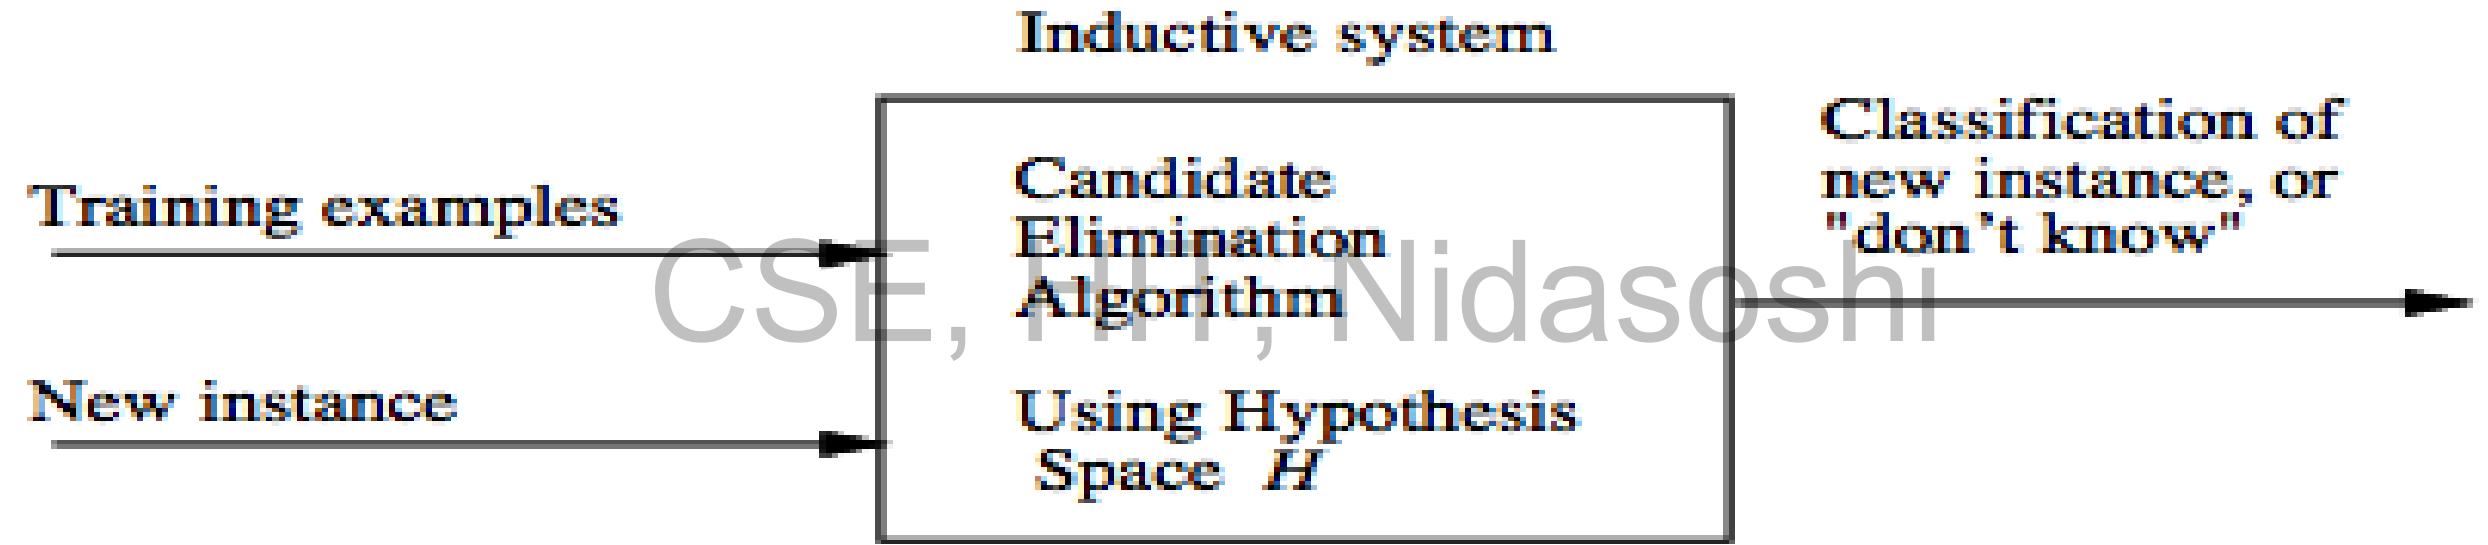 Inductive system
Training examples
New instance
Candidate
Elimination
Algorithm
Using Hypothesis
Space H
Classification of
new instance, or
"don't know"
CSE, HIT, Nidasoshi